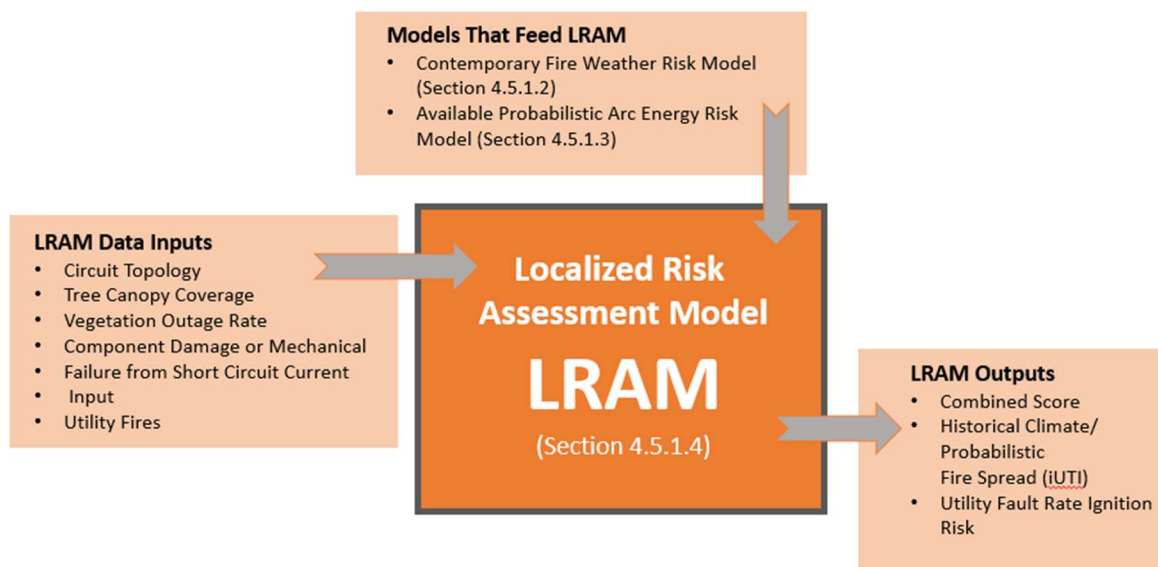 Models That Feed LRAM
• Contemporary Fire Weather Risk Model
(Section 4.5.1.2)
• Available Probabilistic Arc Energy Risk
Model (Section 4.5.1.3)
LRAM Data Inputs
• Circuit Topology
• Tree Canopy Coverage
• Vegetation Outage Rate
• Component Damage or Mechanical
• Failure from Short Circuit Current
• Input
• Utility Fires
Localized Risk
Assessment Model
LRAM
(Section 4.5.1.4)
LRAM Outputs
• Combined Score
• Historical Climate/
Probabilistic
Fire Spread (iUTI)
• Utility Fault Rate Ignition
Risk